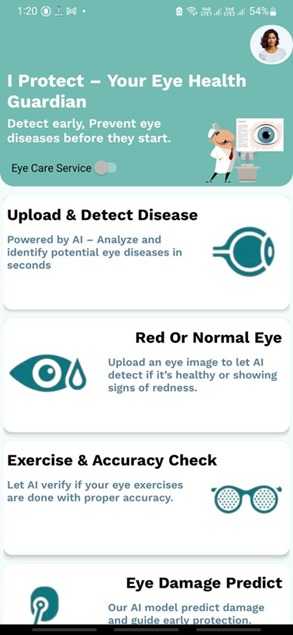 1:20
54%
I Protect – Your Eye Health
Guardian
Detect early, Prevent eye
diseases before they start.
Eye Care Service
Upload & Detect Disease
Powered by AI – Analyze and
identify potential eye diseases in
seconds
Red Or Normal Eye
Upload an eye image to let AI
detect if it's healthy or showing
signs of redness.
Exercise & Accuracy Check
Let AI verify if your eye exercises
are done with proper accuracy.
Eye Damage Predict
Our AI model predict damage
and guide early protection.